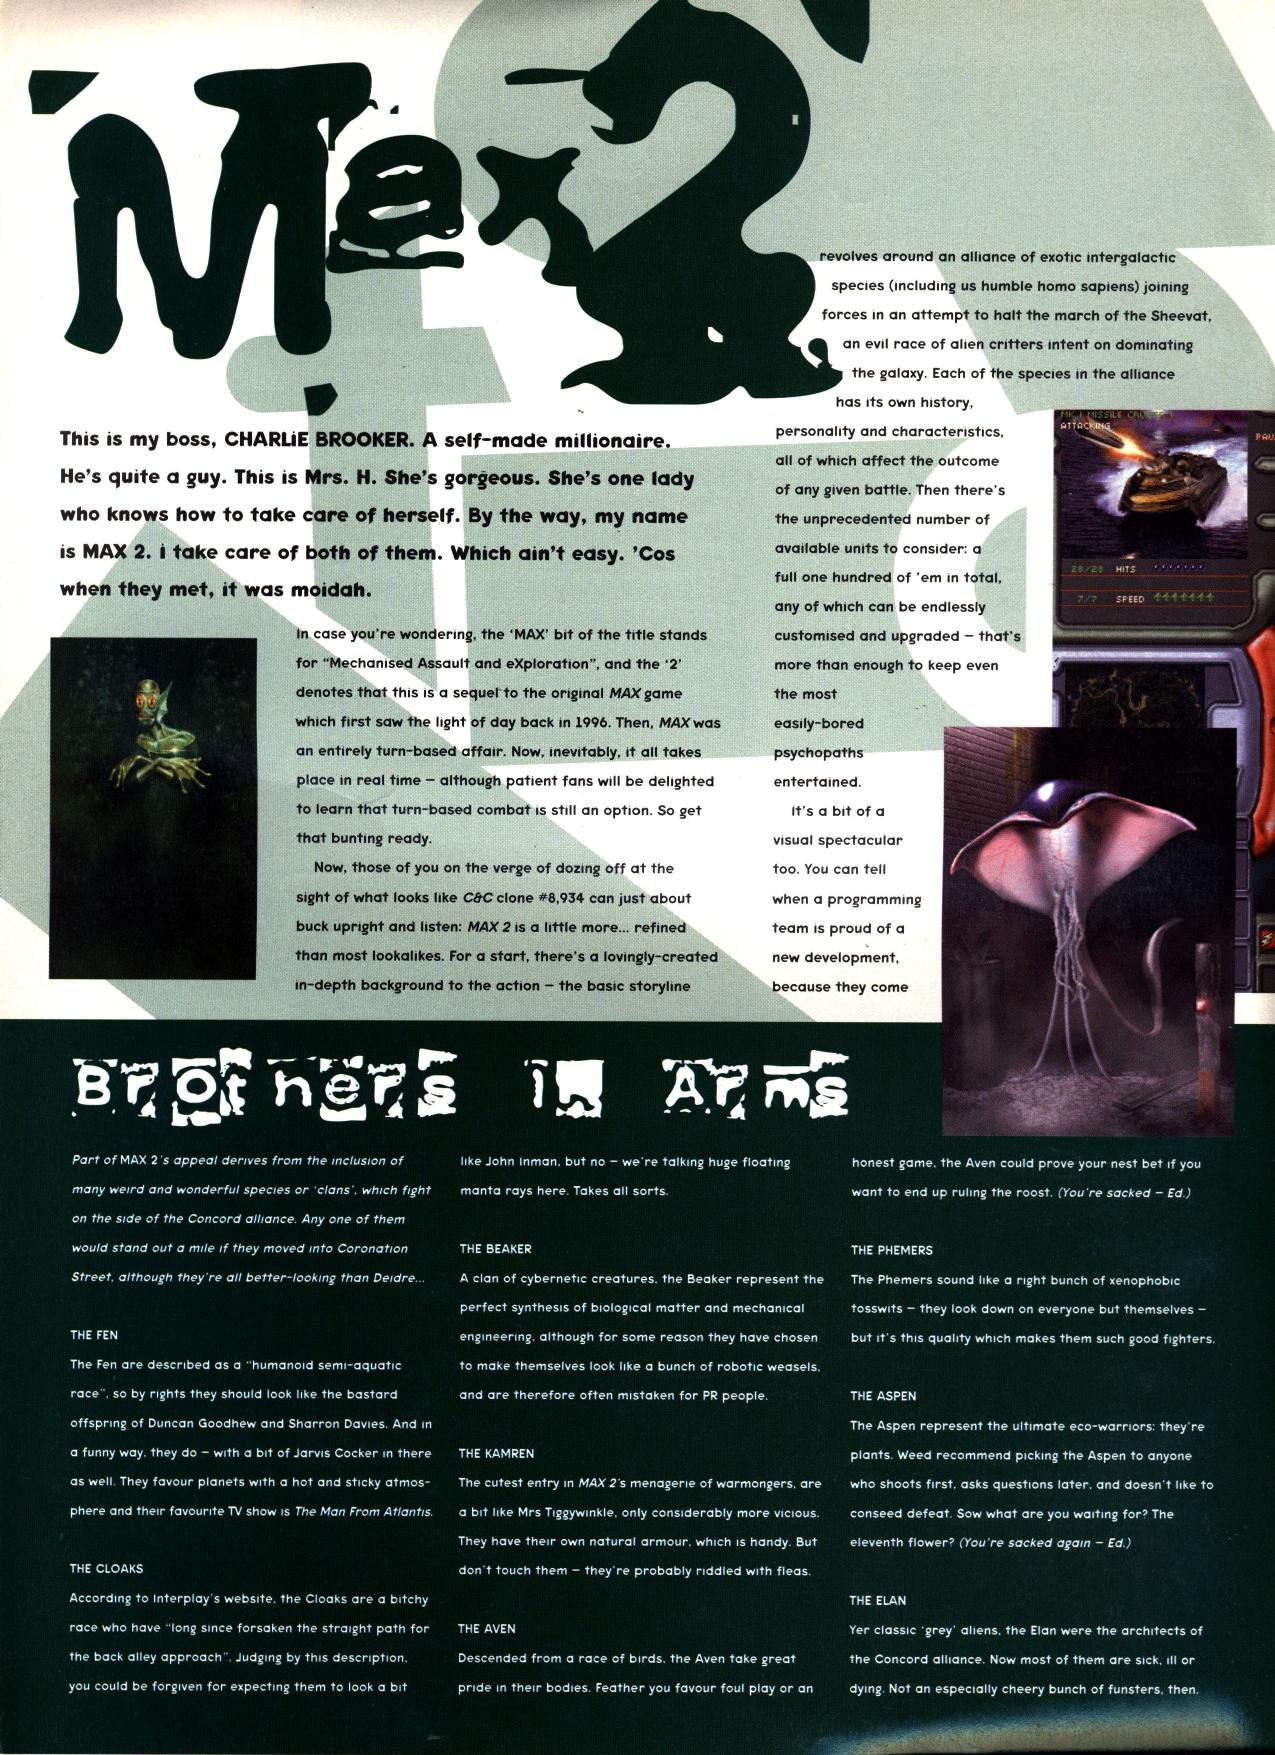 Max 2
This is my boss, CHARLiE BROOKER. A self-made millionaire.
He's quite a guy. This is Mrs. H. She's gorgeous. She's one lady
who knows how to take care of herself. By the way, my name
is MAX 2. i take care of both of them. Which ain't easy. 'Cos
when they met, it was moidah.
In case you're wondering, the 'MAX' bit of the title stands
for "Mechanised Assault and eXploration", and the '2'
denotes that this is a sequel to the original MAX game
which first saw the light of day back in 1996. Then, MAX was
an entirely turn-based affair. Now, inevitably, it all takes
place in real time – although patient fans will be delighted
to learn that turn-based combat is still an option. So get
that bunting ready.
Now, those of you on the verge of dozing off at the
sight of what looks like C&C clone #8,934 can just about
buck upright and listen: MAX 2 is a little more... refined
than most lookalikes. For a start, there's a lovingly-created
in-depth background to the action – the basic storyline
revolves around an alliance of exotic intergalactic
species (including us humble homo sapiens) joining
forces in an attempt to halt the march of the Sheevat,
an evil race of alien critters intent on dominating
the galaxy. Each of the species in the alliance
has its own history,
personality and characteristics,
all of which affect the outcome
of any given battle. Then there's
the unprecedented number of
available units to consider: a
full one hundred of 'em in total,
any of which can be endlessly
customised and upgraded – that's
more than enough to keep even
the most
easily-bored
psychopaths
entertained.
It's a bit of a
visual spectacular
too. You can tell
when a programming
team is proud of a
new development,
because they come
MK I MISSILE CRUISER
ATTACKING
PAU
20/20 HITS
7/7 SPEED
Brothers In Arms
Part of MAX 2's appeal derives from the inclusion of
many weird and wonderful species or 'clans', which fight
on the side of the Concord alliance. Any one of them
would stand out a mile if they moved into Coronation
Street, although they're all better-looking than Deidre...
THE FEN
The Fen are described as a "humanoid semi-aquatic
race", so by rights they should look like the bastard
offspring of Duncan Goodhew and Sharron Davies. And in
a funny way, they do – with a bit of Jarvis Cocker in there
as well. They favour planets with a hot and sticky atmos-
phere and their favourite TV show is The Man From Atlantis.
THE CLOAKS
According to Interplay's website, the Cloaks are a bitchy
race who have "long since forsaken the straight path for
the back alley approach". Judging by this description,
you could be forgiven for expecting them to look a bit
like John Inman, but no – we're talking huge floating
manta rays here. Takes all sorts.
THE BEAKER
A clan of cybernetic creatures, the Beaker represent the
perfect synthesis of biological matter and mechanical
engineering, although for some reason they have chosen
to make themselves look like a bunch of robotic weasels,
and are therefore often mistaken for PR people.
THE KAMREN
The cutest entry in MAX 2's menagerie of warmongers, are
a bit like Mrs Tiggywinkle, only considerably more vicious.
They have their own natural armour, which is handy. But
don't touch them – they're probably riddled with fleas.
THE AVEN
Descended from a race of birds, the Aven take great
pride in their bodies. Feather you favour foul play or an
honest game, the Aven could prove your nest bet if you
want to end up ruling the roost. (You're sacked – Ed.)
THE PHEMERS
The Phemers sound like a right bunch of xenophobic
tosswits – they look down on everyone but themselves –
but it's this quality which makes them such good fighters.
THE ASPEN
The Aspen represent the ultimate eco-warriors: they're
plants. Weed recommend picking the Aspen to anyone
who shoots first, asks questions later, and doesn't like to
conseed defeat. Sow what are you waiting for? The
eleventh flower? (You're sacked again – Ed.)
THE ELAN
Yer classic 'grey' aliens, the Elan were the architects of
the Concord alliance. Now most of them are sick, ill or
dying. Not an especially cheery bunch of funsters, then.